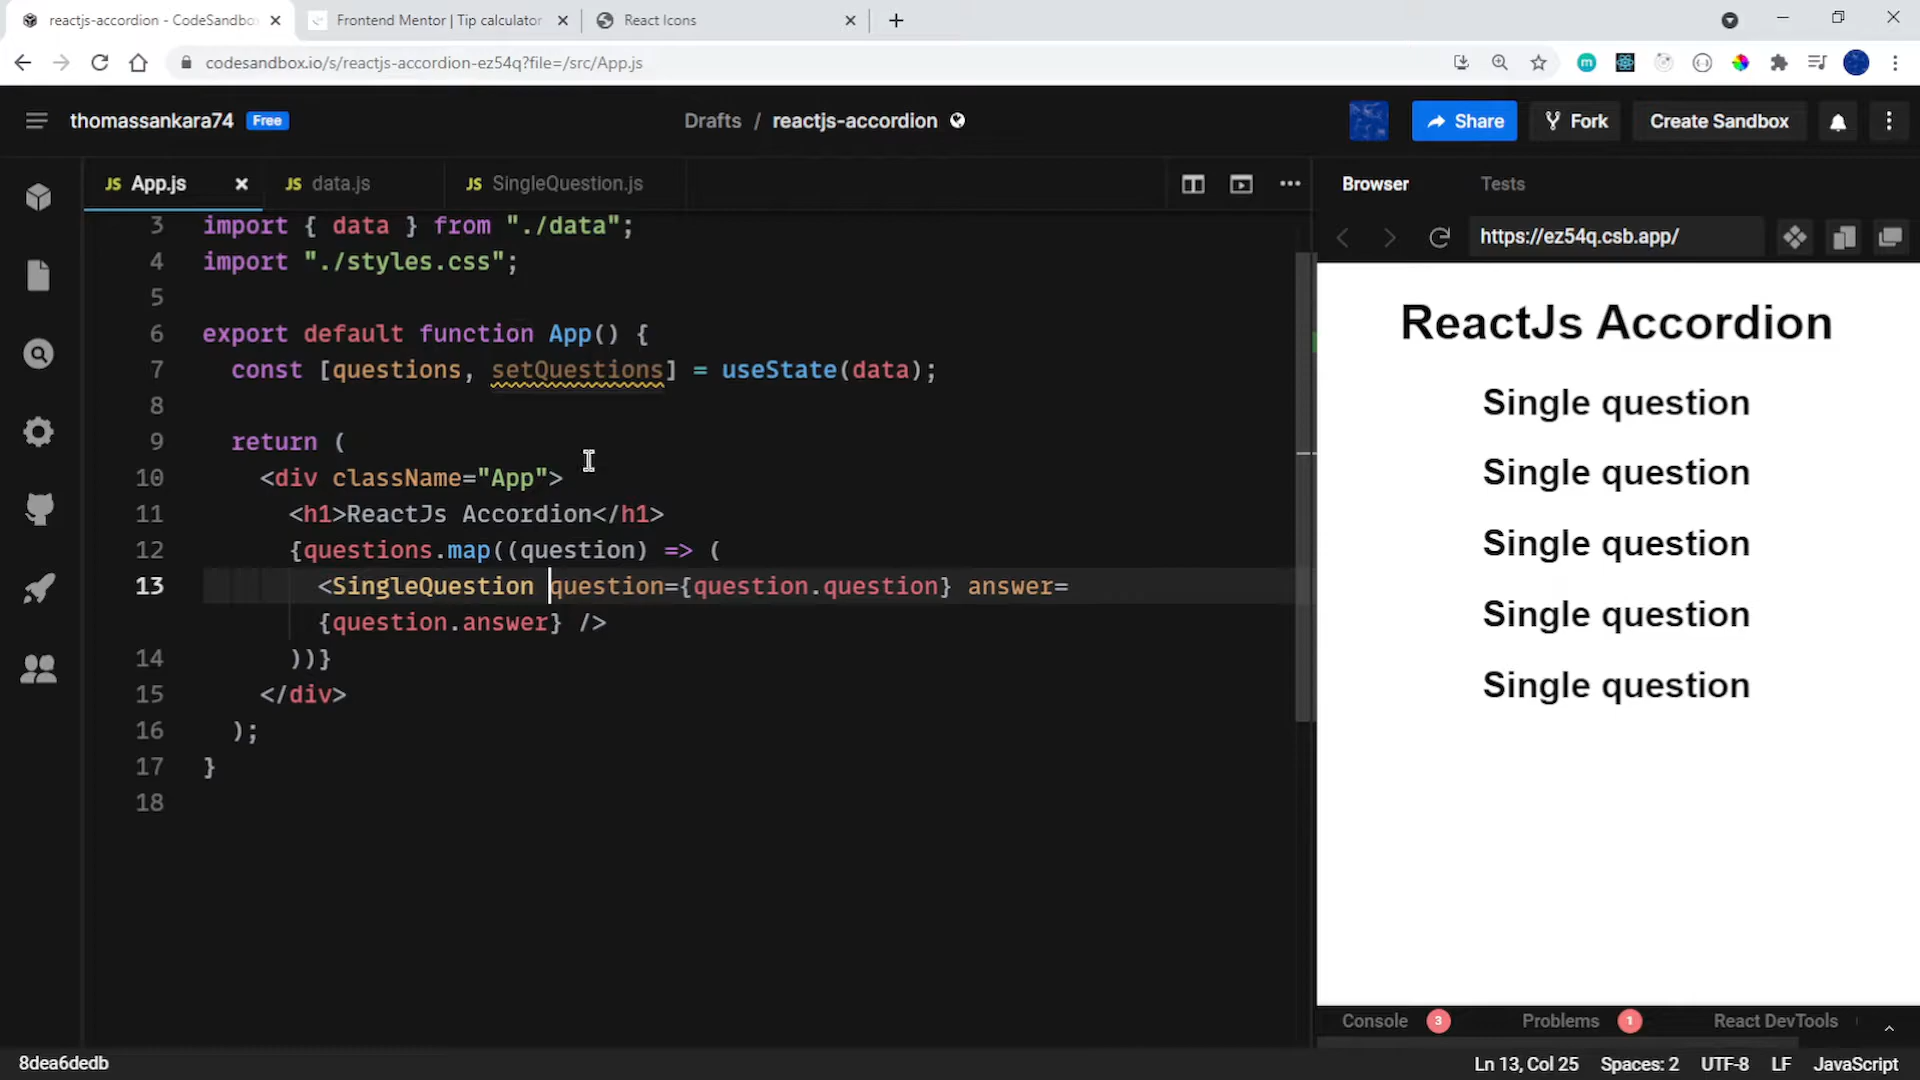 reactjs-accordion - CodeSandbo
Frontend Mentor | Tip calculator
React Icons
codesandbox.io/s/reactjs-accordion-ez54q?file=/src/App.js
thomassankara74 Free
Drafts / reactjs-accordion
Share
Fork
Create Sandbox
JS App.js
JS data.js
JS SingleQuestion.js
3 import { data } from "./data";
4 import "./styles.css";
5
6 export default function App() {
7 const [questions, setQuestions] = useState(data);
8
9 return (
10 <div className="App">
11 <h1>ReactJs Accordion</h1>
12 {questions.map((question) => (
13 <SingleQuestion question={question.question} answer=
{question.answer} />
14 ))}
15 </div>
16 );
17 }
18
Browser
Tests
https://ez54q.csb.app/
ReactJs Accordion
Single question
Single question
Single question
Single question
Single question
Console 3
Problems 1
React DevTools
8dea6dedb
Ln 13, Col 25
Spaces: 2
UTF-8
LF
JavaScript